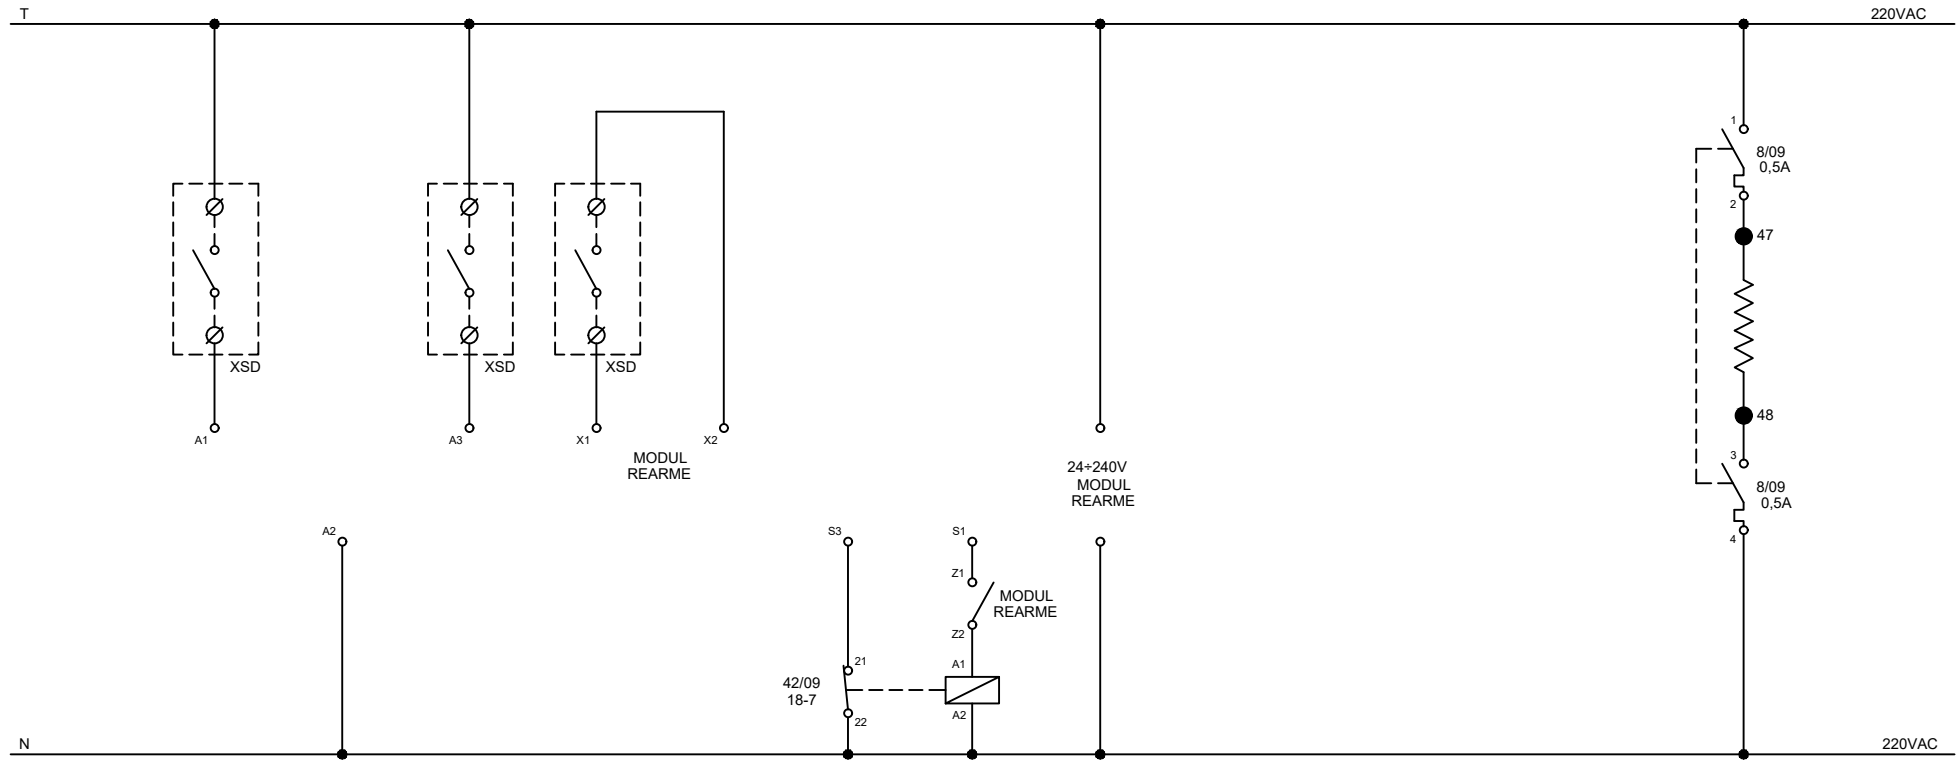 T
220VAC
1
8/09
0,5A
2
47
XSD
XSD
XSD
A1
A3
X1
X2
48
MODUL
REARME
3
24÷240V
MODUL
REARME
8/09
0,5A
A2
S3
S1
4
Z1
MODUL
REARME
Z2
21
A1
42/09
18-7
22
A2
N
220VAC